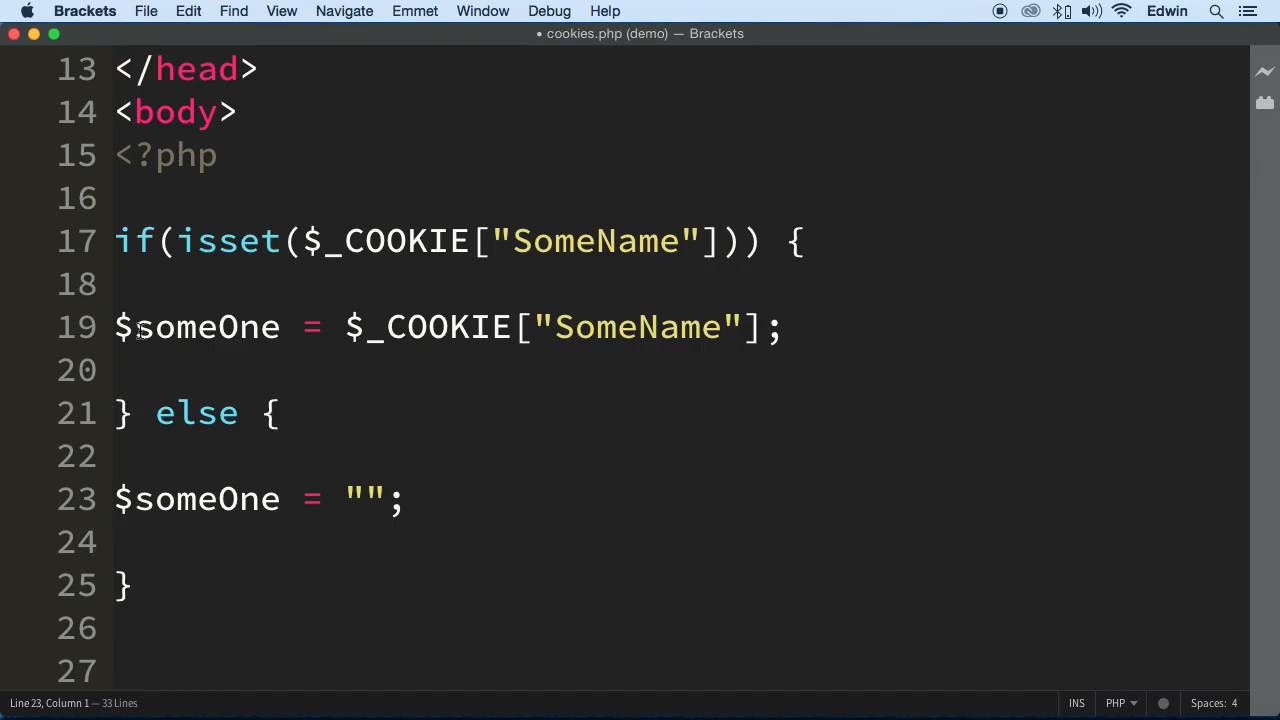 Brackets File Edit Find View Navigate Emmet Window Debug Help Edwin
• cookies.php (demo) — Brackets
13 </head>
14 <body>
15 <?php
16
17 if(isset($_COOKIE["SomeName"])) {
18
19 $someOne = $_COOKIE["SomeName"];
20
21 } else {
22
23 $someOne = "";
24
25 }
26
27
Line 23, Column 1 — 33 Lines INS PHP Spaces: 4